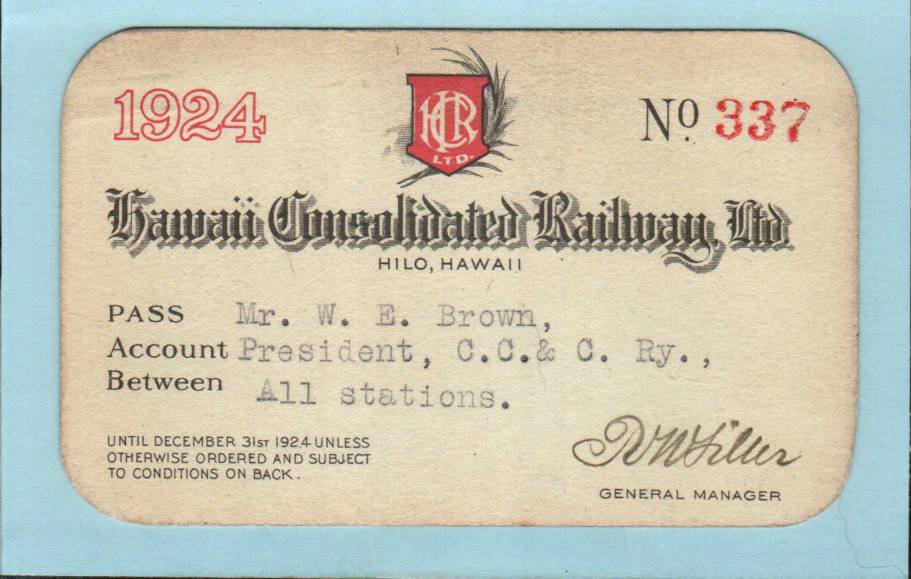 1924
HCR
LTD.
Nº 337
Hawaii Consolidated Railway, Ltd.
HILO, HAWAII
PASS Mr. W. E. Brown,
Account President, C.C.& C. Ry.,
Between All stations.
UNTIL DECEMBER 31ST 1924 UNLESS
OTHERWISE ORDERED AND SUBJECT
TO CONDITIONS ON BACK.
GENERAL MANAGER